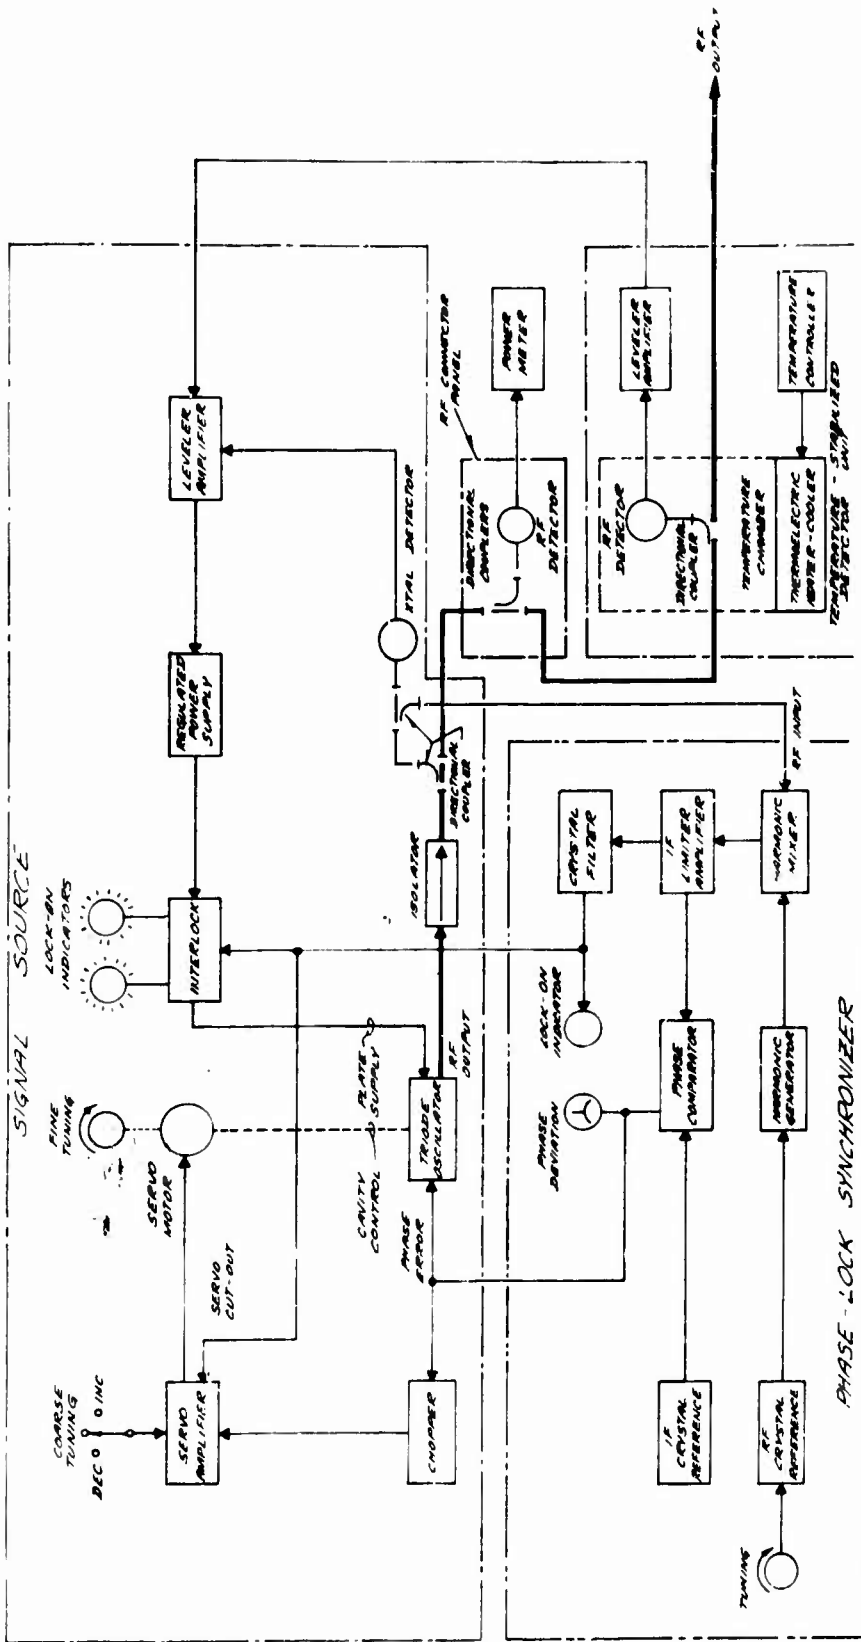 SIGNAL SOURCE
COARSE
TUNING
DEC
INC
SERVO
AMPLIFIER
SERVO
CUT-OUT
SERVO
MOTOR
FINE
TUNING
LOCK-ON
INDICATORS
INTERLOCK
REGULATED
POWER
SUPPLY
LEVELER
AMPLIFIER
CHOPPER
PHASE
ERROR
CAVITY
CONTROL
PLATE
SUPPLY
TRIODE
OSCILLATOR
RF
OUTPUT
ISOLATOR
DIRECTIONAL
COUPLER
XTAL DETECTOR
RF CONNECTOR
PANEL
DIRECTIONAL
COUPLERS
RF
DETECTOR
POWER
METER
PHASE
DEVIATION
LOCK-ON
INDICATOR
CRYSTAL
FILTER
IF
CRYSTAL
REFERENCE
PHASE
COMPARATOR
IF
LIMITER
AMPLIFIER
TUNING
RF
CRYSTAL
REFERENCE
HARMONIC
GENERATOR
HARMONIC
MIXER
RF INPUT
PHASE-LOCK SYNCHRONIZER
RF
DETECTOR
DIRECTIONAL
COUPLER
LEVELER
AMPLIFIER
RF
OUTPUT
TEMPERATURE
CHAMBER
THERMOELECTRIC
HEATER-COOLER
TEMPERATURE
CONTROLLER
TEMPERATURE-STABILIZED
DETECTOR UNIT